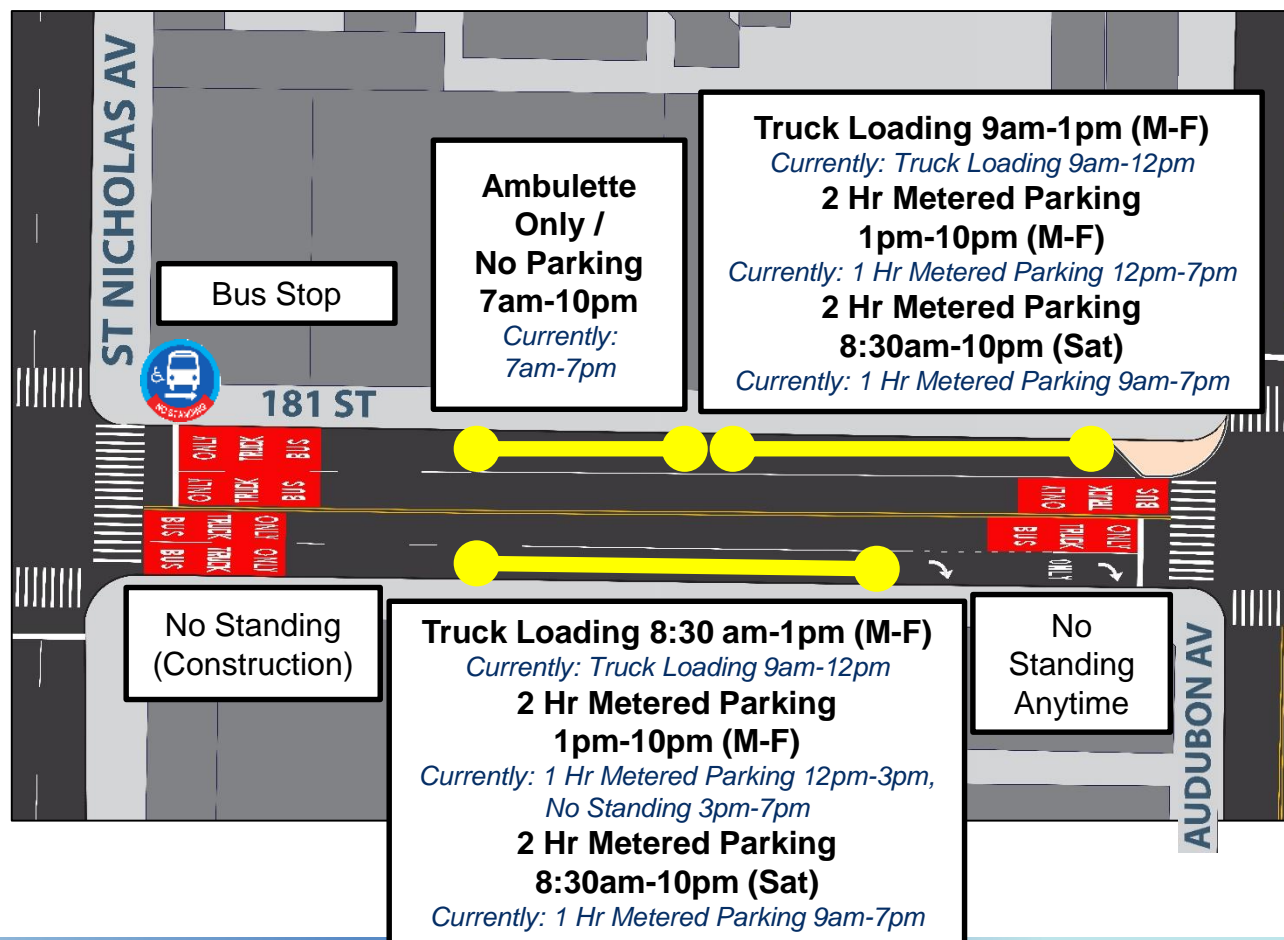 ST NICHOLAS AV
Bus Stop
NO STANDING
181 ST
Ambulette
Only /
No Parking
7am-10pm
Currently:
7am-7pm
Truck Loading 9am-1pm (M-F)
Currently: Truck Loading 9am-12pm
2 Hr Metered Parking
1pm-10pm (M-F)
Currently: 1 Hr Metered Parking 12pm-7pm
2 Hr Metered Parking
8:30am-10pm (Sat)
Currently: 1 Hr Metered Parking 9am-7pm
ONLY TRUCK BUS
ONLY TRUCK BUS
BUS TRUCK ONLY
BUS TRUCK ONLY
ONLY TRUCK BUS
BUS TRUCK ONLY
ONLY
No Standing
(Construction)
Truck Loading 8:30 am-1pm (M-F)
Currently: Truck Loading 9am-12pm
2 Hr Metered Parking
1pm-10pm (M-F)
Currently: 1 Hr Metered Parking 12pm-3pm,
No Standing 3pm-7pm
2 Hr Metered Parking
8:30am-10pm (Sat)
Currently: 1 Hr Metered Parking 9am-7pm
No
Standing
Anytime
AUDUBON AV